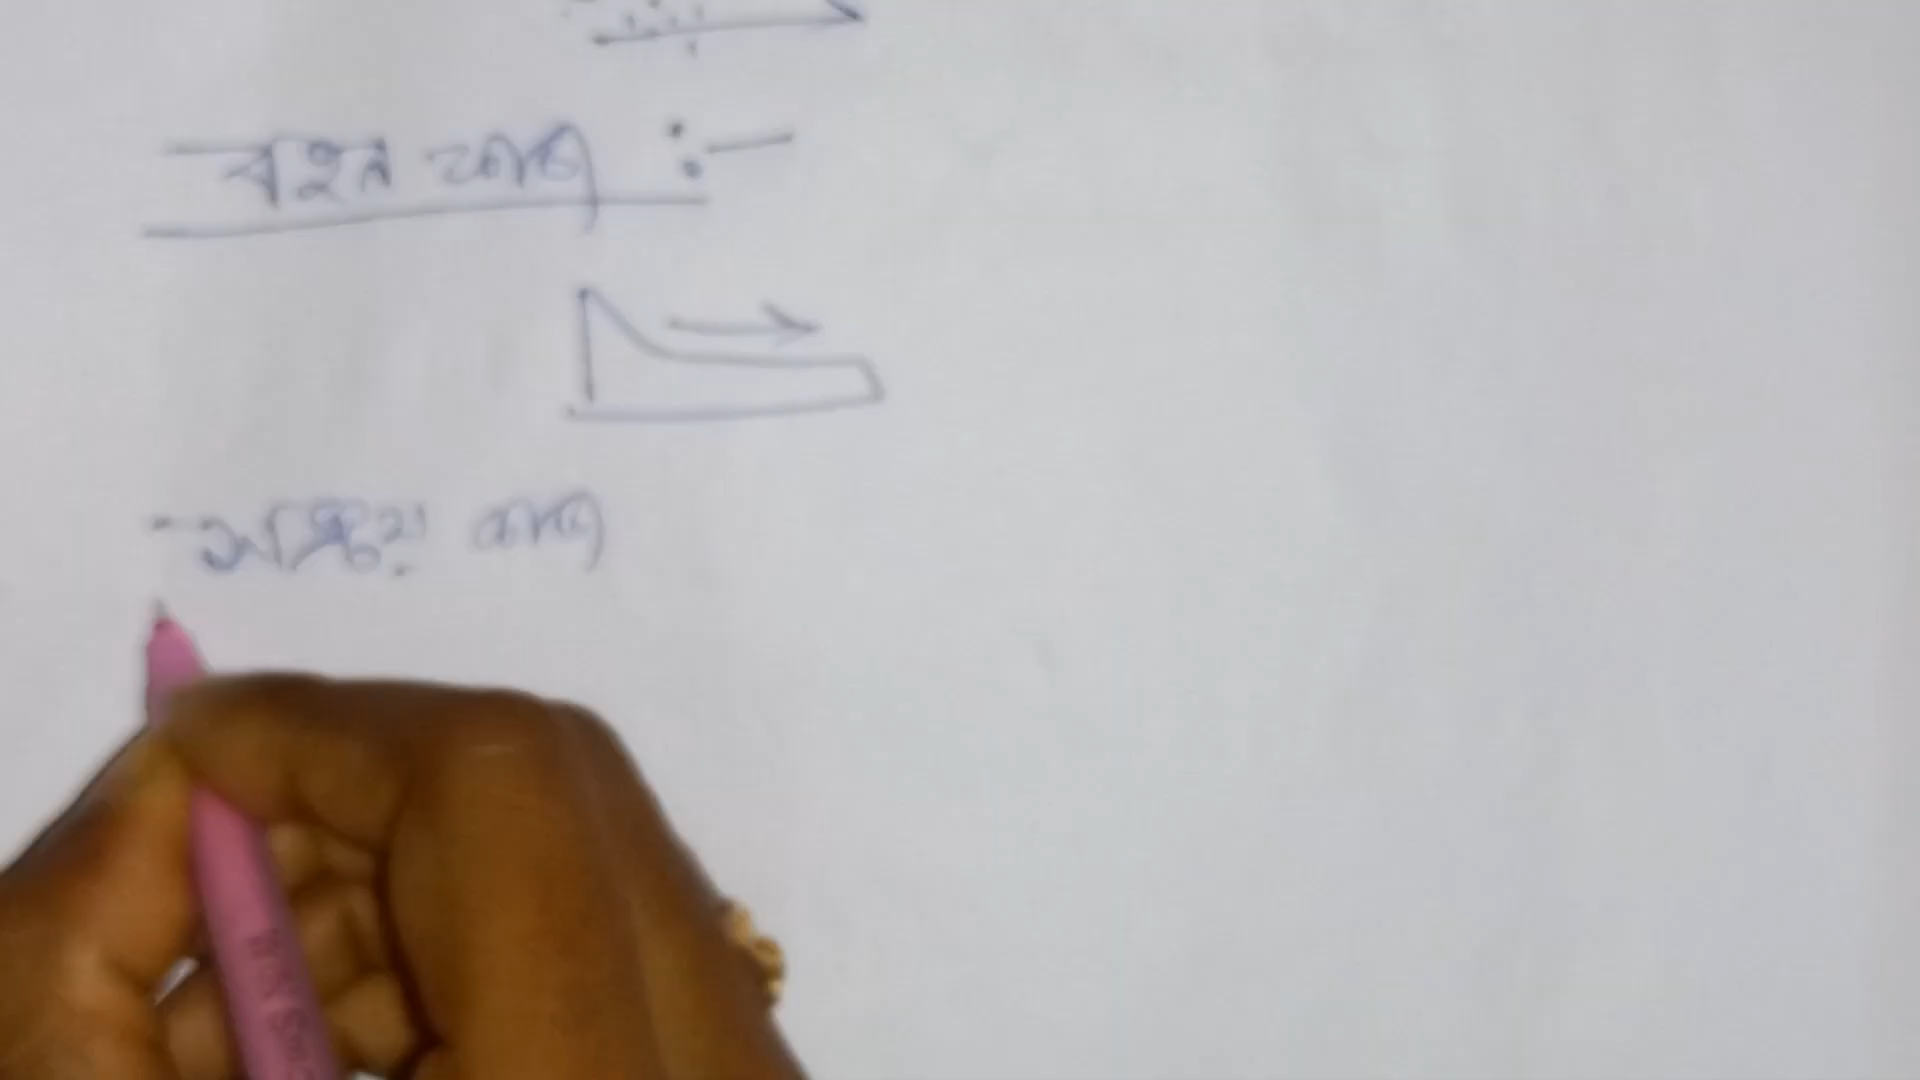 বহন কাজ :-
সঞ্চয় কাজ